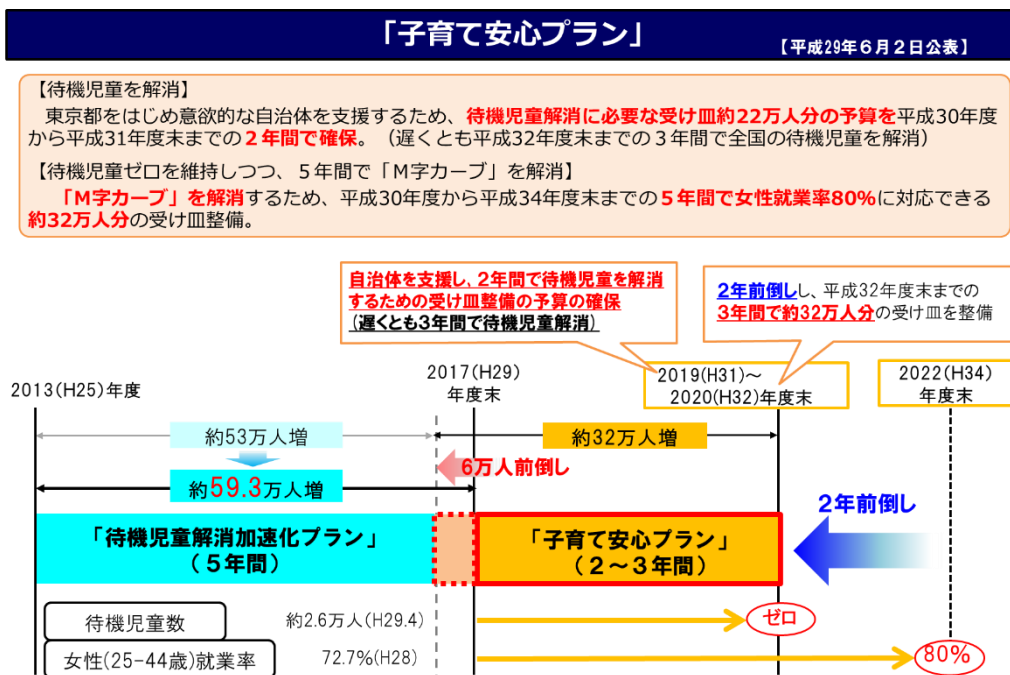 「子育て安心プラン」
【平成29年６月２日公表】
【待機児童を解消】
東京都をはじめ意欲的な自治体を支援するため、待機児童解消に必要な受け皿約22万人分の予算を平成30年度
から平成31年度末までの２年間で確保。（遅くとも平成32年度末までの３年間で全国の待機児童を解消）
【待機児童ゼロを維持しつつ、５年間で「Ｍ字カーブ」を解消】
「Ｍ字カーブ」を解消するため、平成30年度から平成34年度末までの５年間で女性就業率80%に対応できる
約32万人分の受け皿整備。
自治体を支援し、２年間で待機児童を解消
するための受け皿整備の予算の確保
（遅くとも３年間で待機児童解消）
２年前倒しし、平成32年度末までの
３年間で約32万人分の受け皿を整備
2013(H25)年度
2017(H29)
年度末
2019(H31)～
2020(H32)年度末
2022(H34)
年度末
約53万人増
約32万人増
6万人前倒し
約59.3万人増
２年前倒し
「待機児童解消加速化プラン」
（５年間）
「子育て安心プラン」
（２～３年間）
待機児童数
約2.6万人(H29.4)
ゼロ
女性(25-44歳)就業率
72.7%(H28)
80%